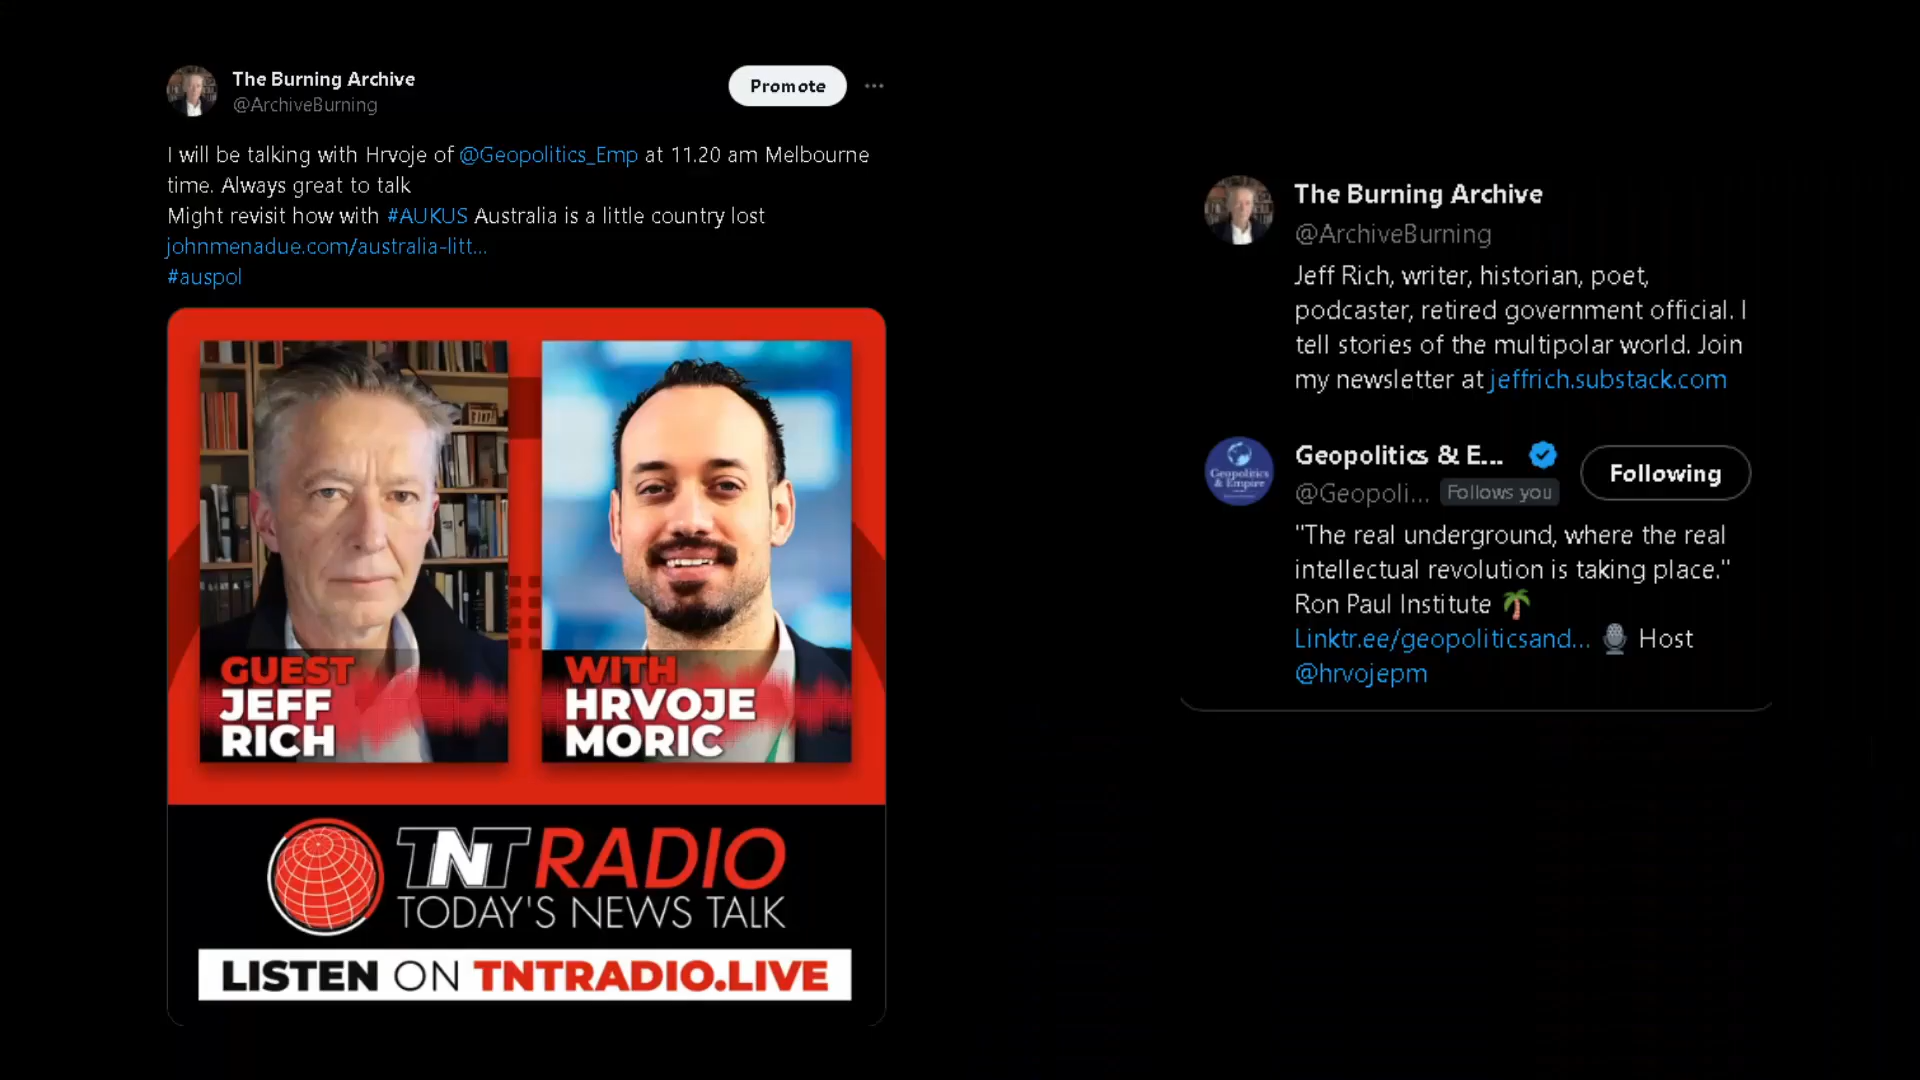 The Burning Archive
@ArchiveBurning
Promote
I will be talking with Hrvoje of @Geopolitics_Emp at 11.20 am Melbourne
time. Always great to talk
Might revisit how with #AUKUS Australia is a little country lost
johnmenadue.com/australia-litt...
#auspol
GUEST
JEFF
RICH
WITH
HRVOJE
MORIC
TNT RADIO
TODAY'S NEWS TALK
LISTEN ON TNTRADIO.LIVE
The Burning Archive
@ArchiveBurning
Jeff Rich, writer, historian, poet,
podcaster, retired government official. I
tell stories of the multipolar world. Join
my newsletter at jeffrich.substack.com
Geopolitics
& Empire
Geopolitics & E...
@Geopoli... Follows you
Following
"The real underground, where the real
intellectual revolution is taking place."
Ron Paul Institute 🌴
Linktr.ee/geopoliticsand... 🎙 Host
@hrvojepm